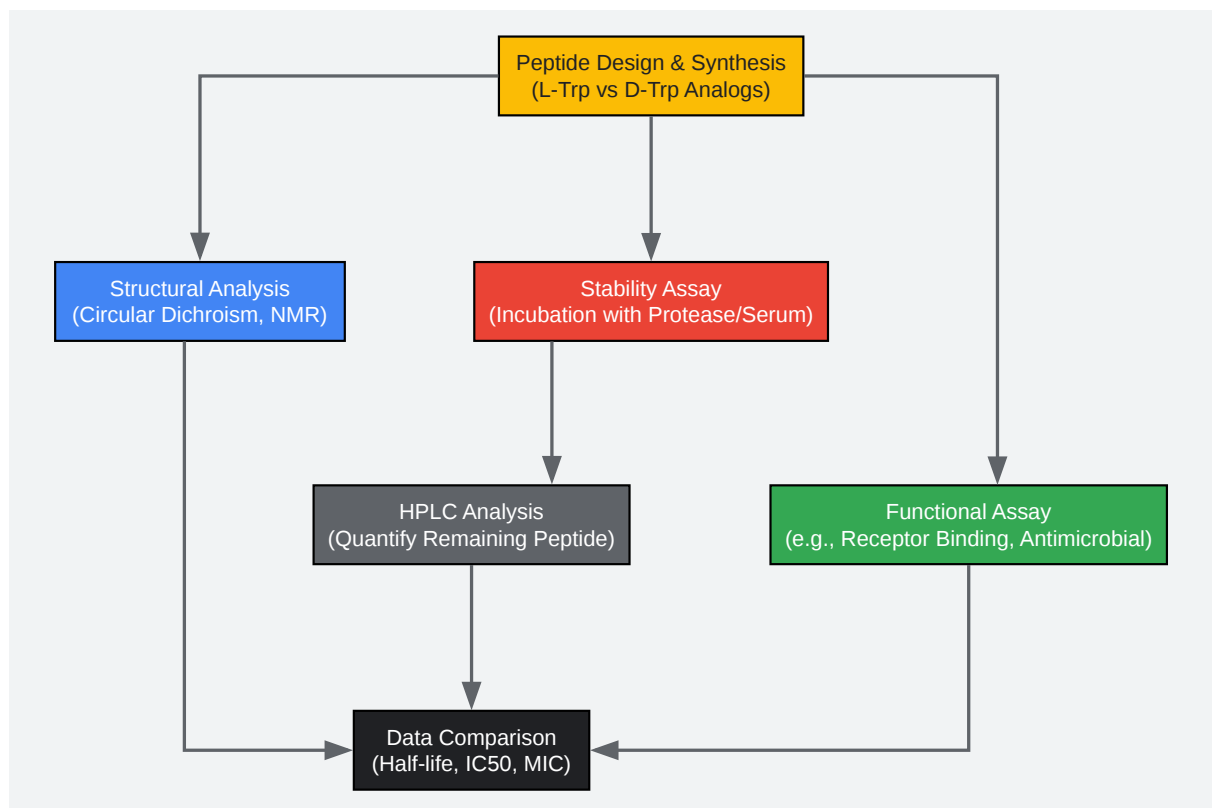 Peptide Design & Synthesis
(L-Trp vs D-Trp Analogs)
Structural Analysis
(Circular Dichroism, NMR)
Stability Assay
(Incubation with Protease/Serum)
HPLC Analysis
(Quantify Remaining Peptide)
Functional Assay
(e.g., Receptor Binding, Antimicrobial)
Data Comparison
(Half-life, IC50, MIC)